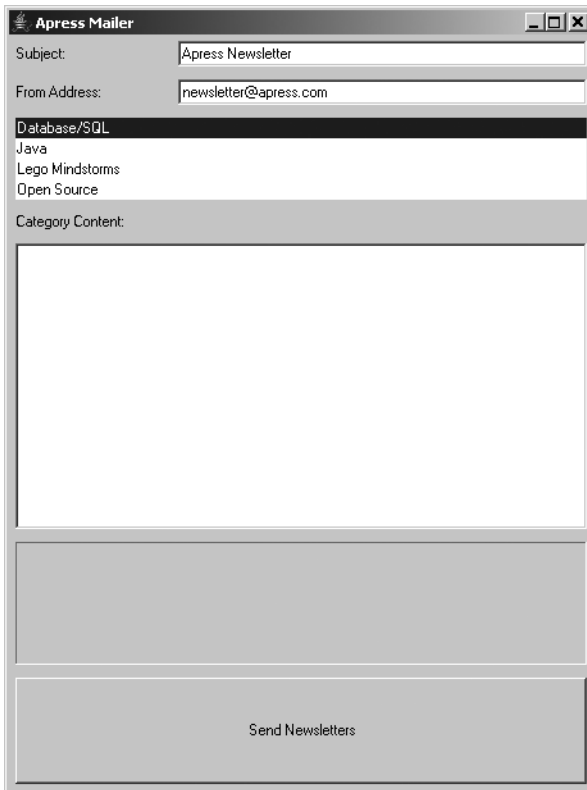 Apress Mailer
Subject: Apress Newsletter
From Address: newsletter@apress.com
Database/SQL
Java
Lego Mindstorms
Open Source
Category Content:
Send Newsletters